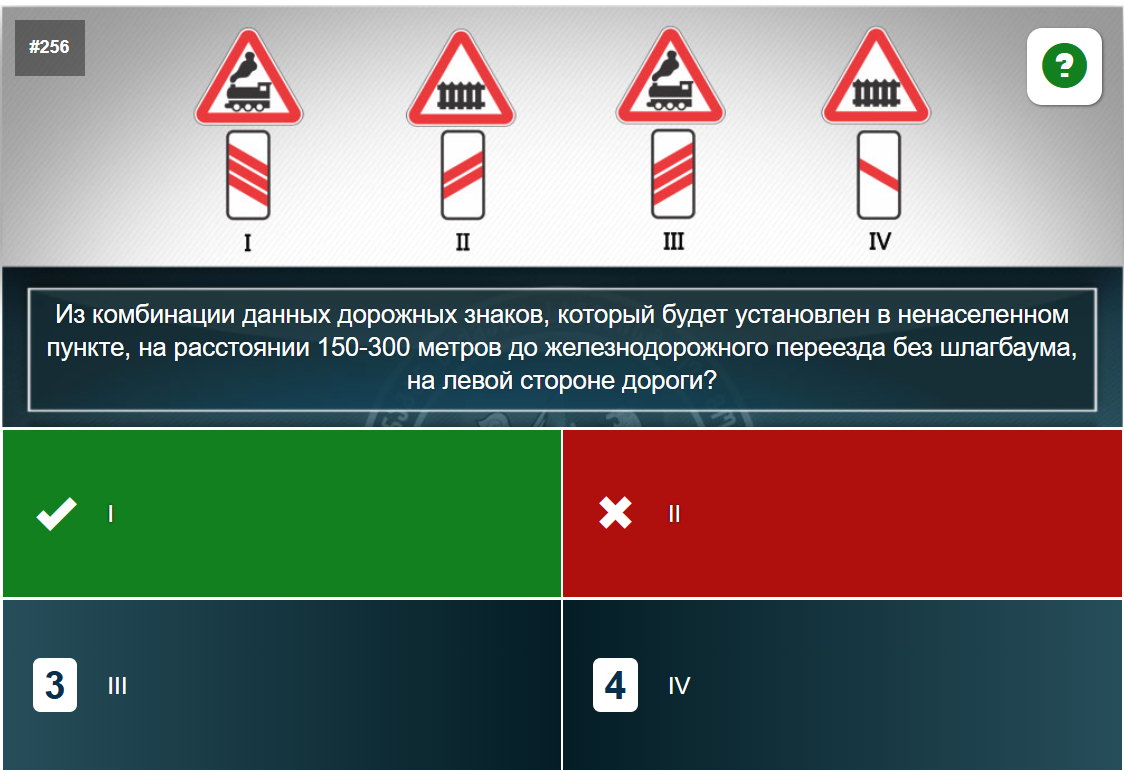 #256
?
I
II
III
IV
Из комбинации данных дорожных знаков, который будет установлен в ненаселенном
пункте, на расстоянии 150-300 метров до железнодорожного переезда без шлагбаума,
на левой стороне дороги?
I
II
3 III
4 IV